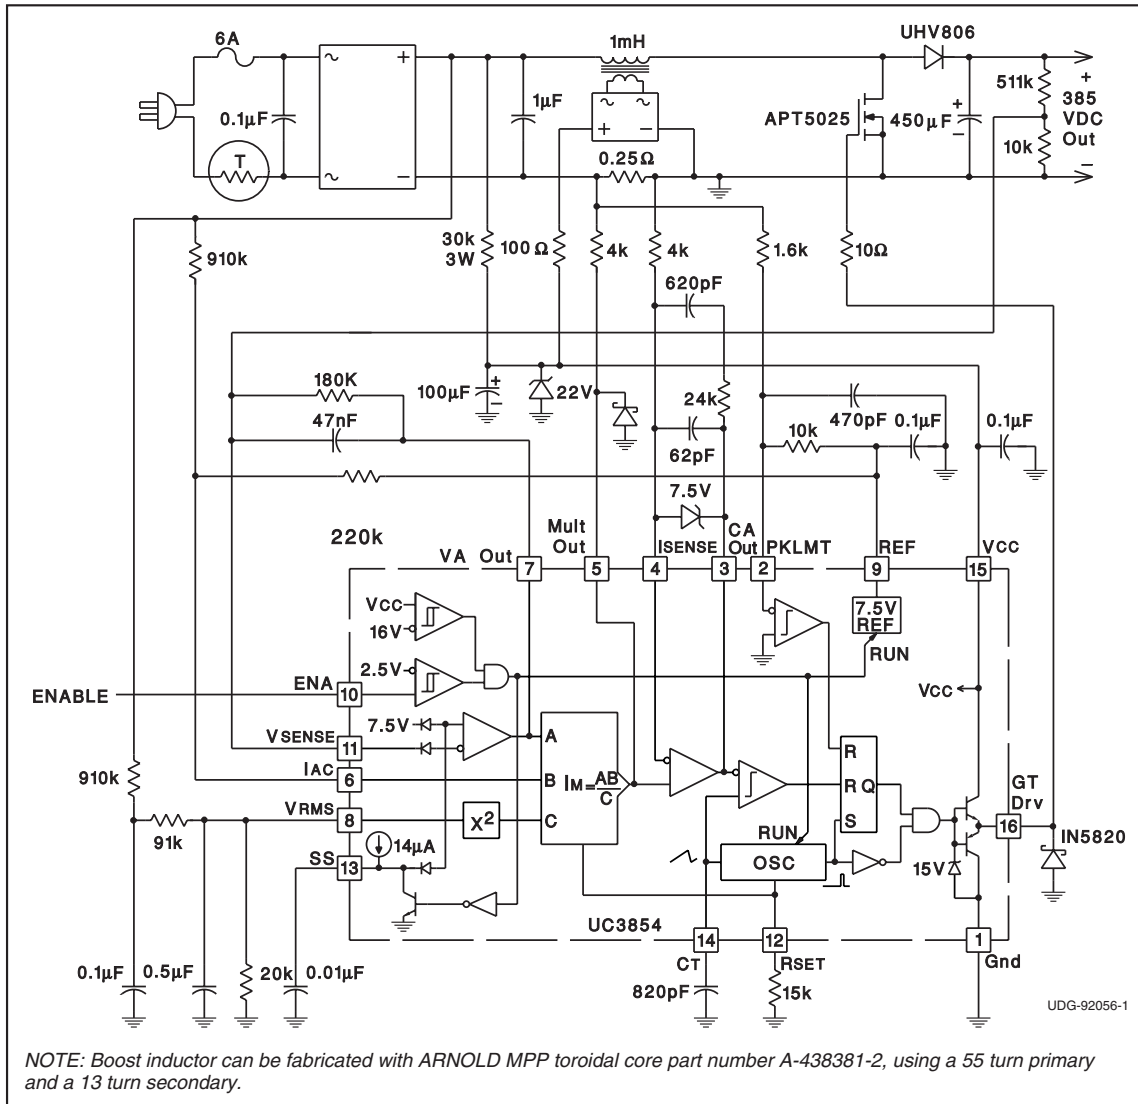 UHV806
6A
1mH
+
511k
+
385
VDC
Out
0.1µF
1µF
APT5025
450µF
+
−
10k
+ −
T
0.25Ω
−
−
910k
30k
3W
100 Ω
4k
4k
1.6k
10Ω
620pF
180K
100µF
+
−
22V
24k
470pF
0.1µF
0.1µF
47nF
62pF
10k
7.5V
220k
VA Out
Mult
Out
ISENSE
CA
Out
PKLMT
REF
VCC
7
5
4
3
2
9
15
VCC
16V
7.5V
REF
2.5V
RUN
ENABLE
ENA
10
VCC
7.5V
VSENSE
11
A
R
IAC
6
910k
B
IM=AB/C
R Q
GT
Drv
VRMS
8
X²
C
S
16
91k
14µA
RUN
IN5820
SS
13
OSC
15V
UC3854
14
12
1
CT
RSET
Gnd
0.1µF
0.5µF
20k
0.01µF
820pF
15k
UDG-92056-1
NOTE: Boost inductor can be fabricated with ARNOLD MPP toroidal core part number A-438381-2, using a 55 turn primary
and a 13 turn secondary.